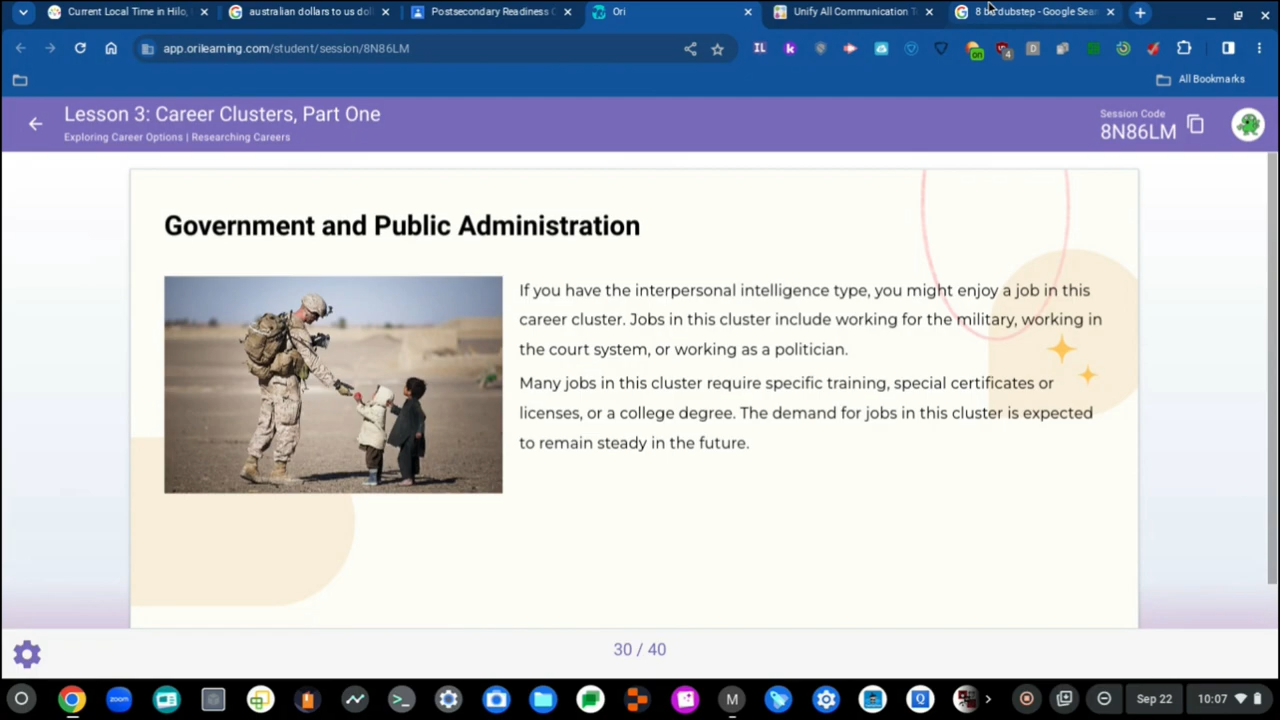 Current Local Time in Hilo,
australian dollars to us dol
Postsecondary Readiness C
Ori
Unify All Communication T
8 bit dubstep - Google Sear
app.orilearning.com/student/session/8N86LM
All Bookmarks
Lesson 3: Career Clusters, Part One
Exploring Career Options | Researching Careers
Session Code
8N86LM
Government and Public Administration
If you have the interpersonal intelligence type, you might enjoy a job in this
career cluster. Jobs in this cluster include working for the military, working in
the court system, or working as a politician.
Many jobs in this cluster require specific training, special certificates or
licenses, or a college degree. The demand for jobs in this cluster is expected
to remain steady in the future.
30 / 40
Sep 22
10:07